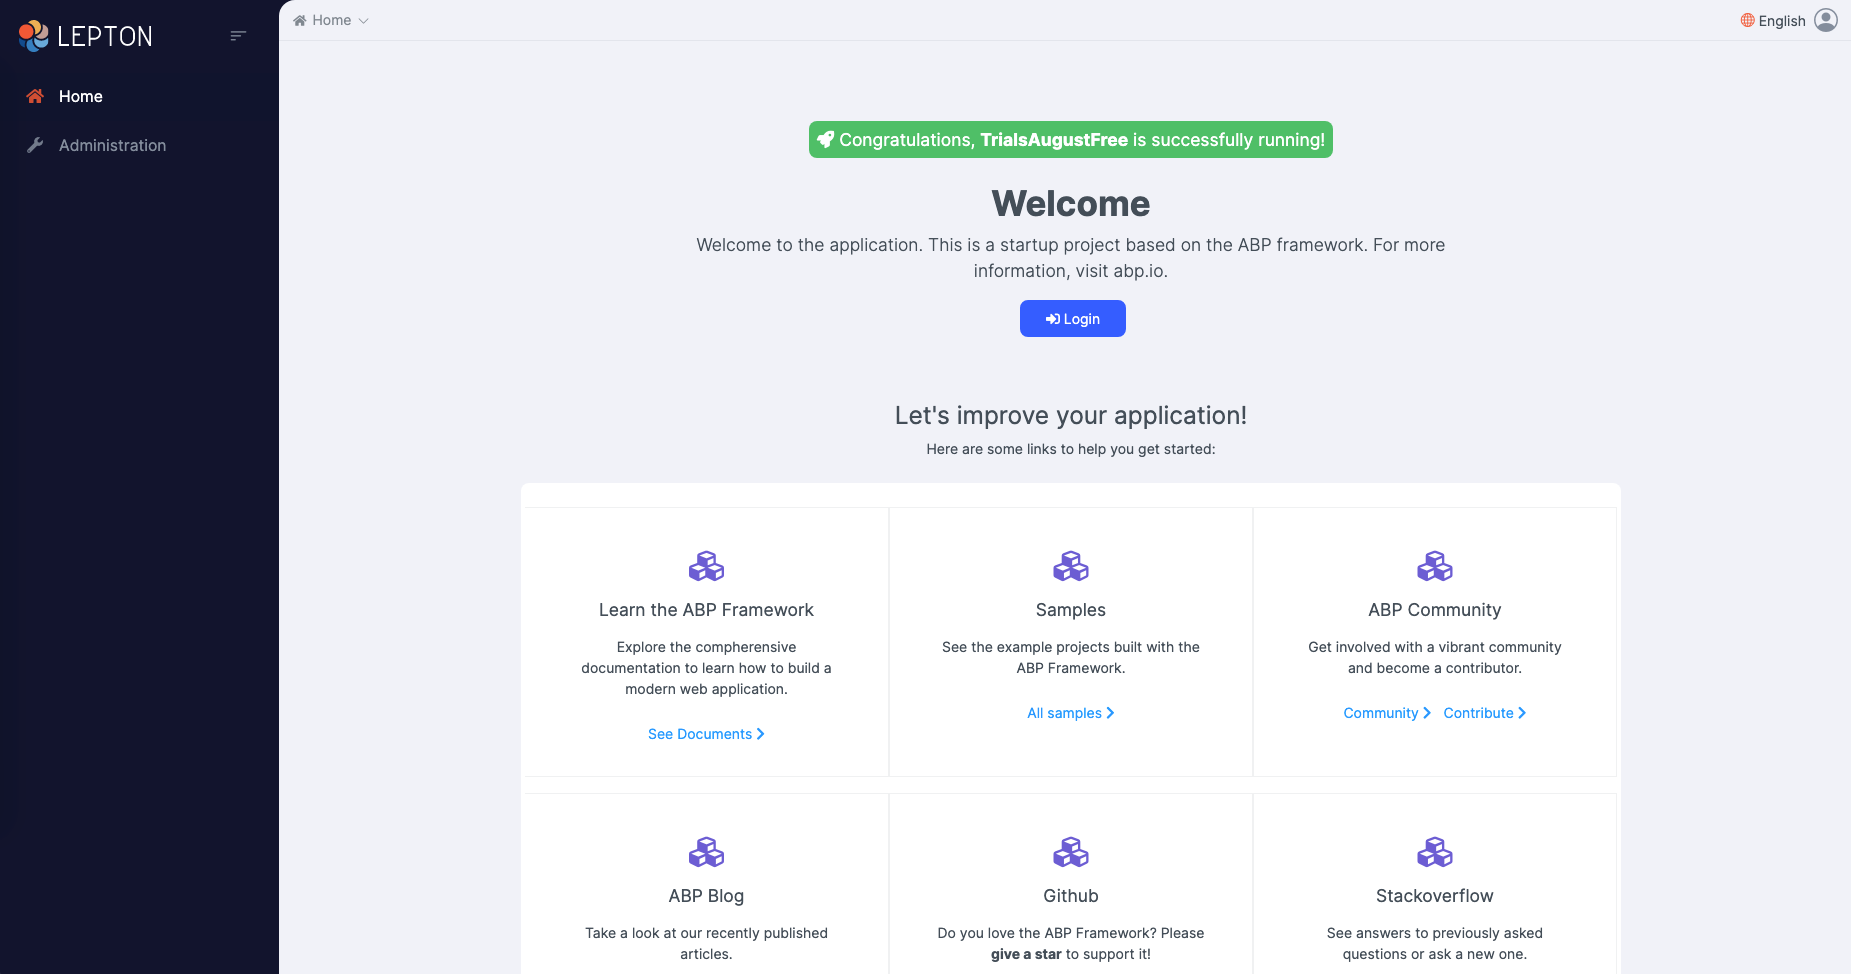 LEPTON
Home
Administration
Home
English
Congratulations, TrialsAugustFree is successfully running!
Welcome
Welcome to the application. This is a startup project based on the ABP framework. For more
information, visit abp.io.
Login
Let's improve your application!
Here are some links to help you get started:
Learn the ABP Framework
Explore the compherensive
documentation to learn how to build a
modern web application.
See Documents
Samples
See the example projects built with the
ABP Framework.
All samples
ABP Community
Get involved with a vibrant community
and become a contributor.
Community Contribute
ABP Blog
Take a look at our recently published
articles.
Github
Do you love the ABP Framework? Please
give a star to support it!
Stackoverflow
See answers to previously asked
questions or ask a new one.